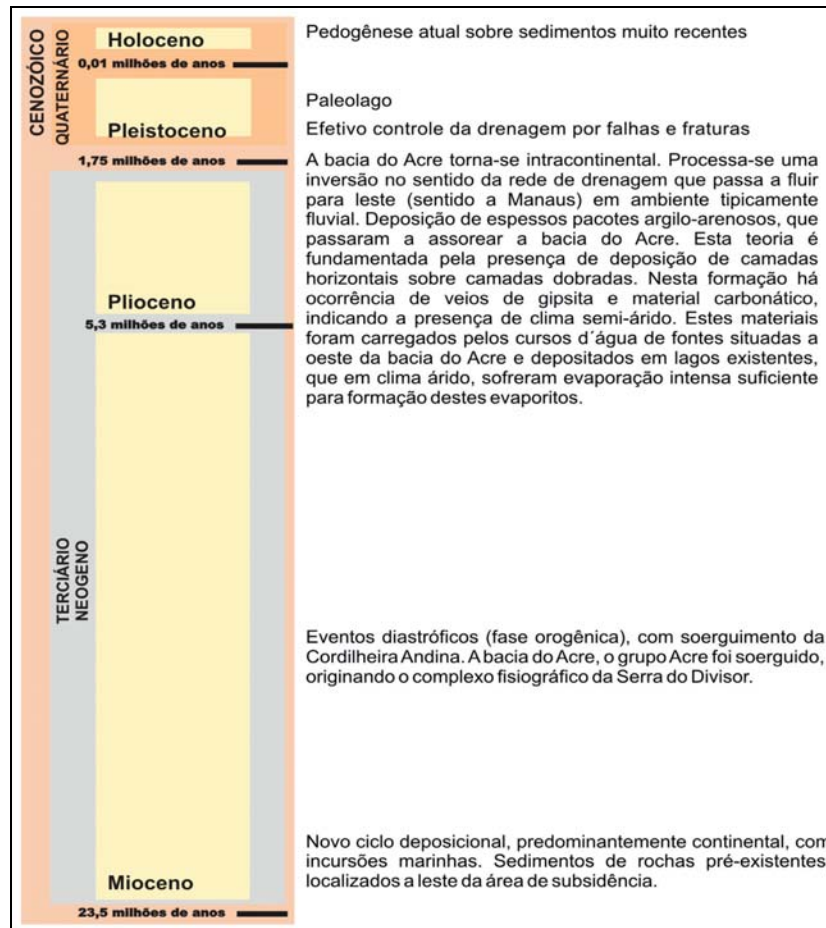 CENOZÓICO
QUATERNÁRIO
Holoceno
Pedogênese atual sobre sedimentos muito recentes
0,01 milhões de anos
Paleolago
Pleistoceno
Efetivo controle da drenagem por falhas e fraturas
1,75 milhões de anos
A bacia do Acre torna-se intracontinental. Processa-se uma
inversão no sentido da rede de drenagem que passa a fluir
para leste (sentido a Manaus) em ambiente tipicamente
fluvial. Deposição de espessos pacotes argilo-arenosos, que
passaram a assorear a bacia do Acre. Esta teoria é
fundamentada pela presença de deposição de camadas
horizontais sobre camadas dobradas. Nesta formação há
ocorrência de veios de gipsita e material carbonático,
indicando a presença de clima semi-árido. Estes materiais
foram carregados pelos cursos d´água de fontes situadas a
oeste da bacia do Acre e depositados em lagos existentes,
que em clima árido, sofreram evaporação intensa suficiente
para formação destes evaporitos.
Plioceno
5,3 milhões de anos
TERCIÁRIO
NEOGENO
Eventos diastróficos (fase orogênica), com soerguimento da
Cordilheira Andina. A bacia do Acre, o grupo Acre foi soerguido,
originando o complexo fisiográfico da Serra do Divisor.
Novo ciclo deposicional, predominantemente continental, com
incursões marinhas. Sedimentos de rochas pré-existentes
localizados a leste da área de subsidência.
Mioceno
23,5 milhões de anos